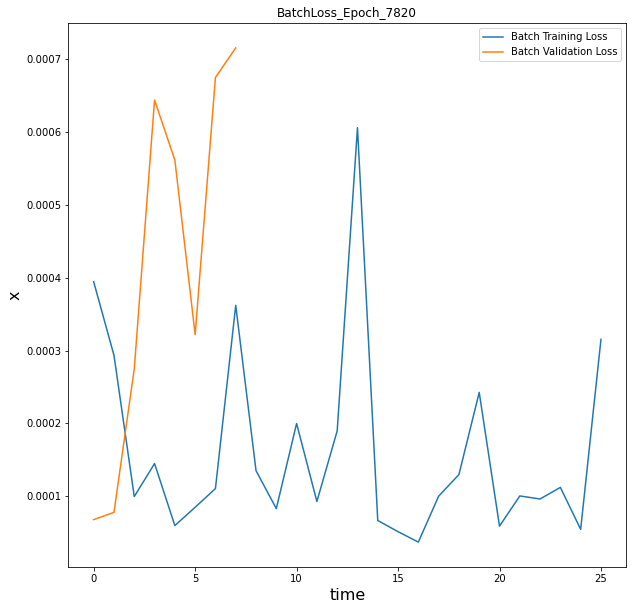 BatchLoss_Epoch_7820
Batch Training Loss
Batch Validation Loss
0.0007
0.0006
0.0005
0.0004
0.0003
0.0002
0.0001
x
0
5
10
15
20
25
time